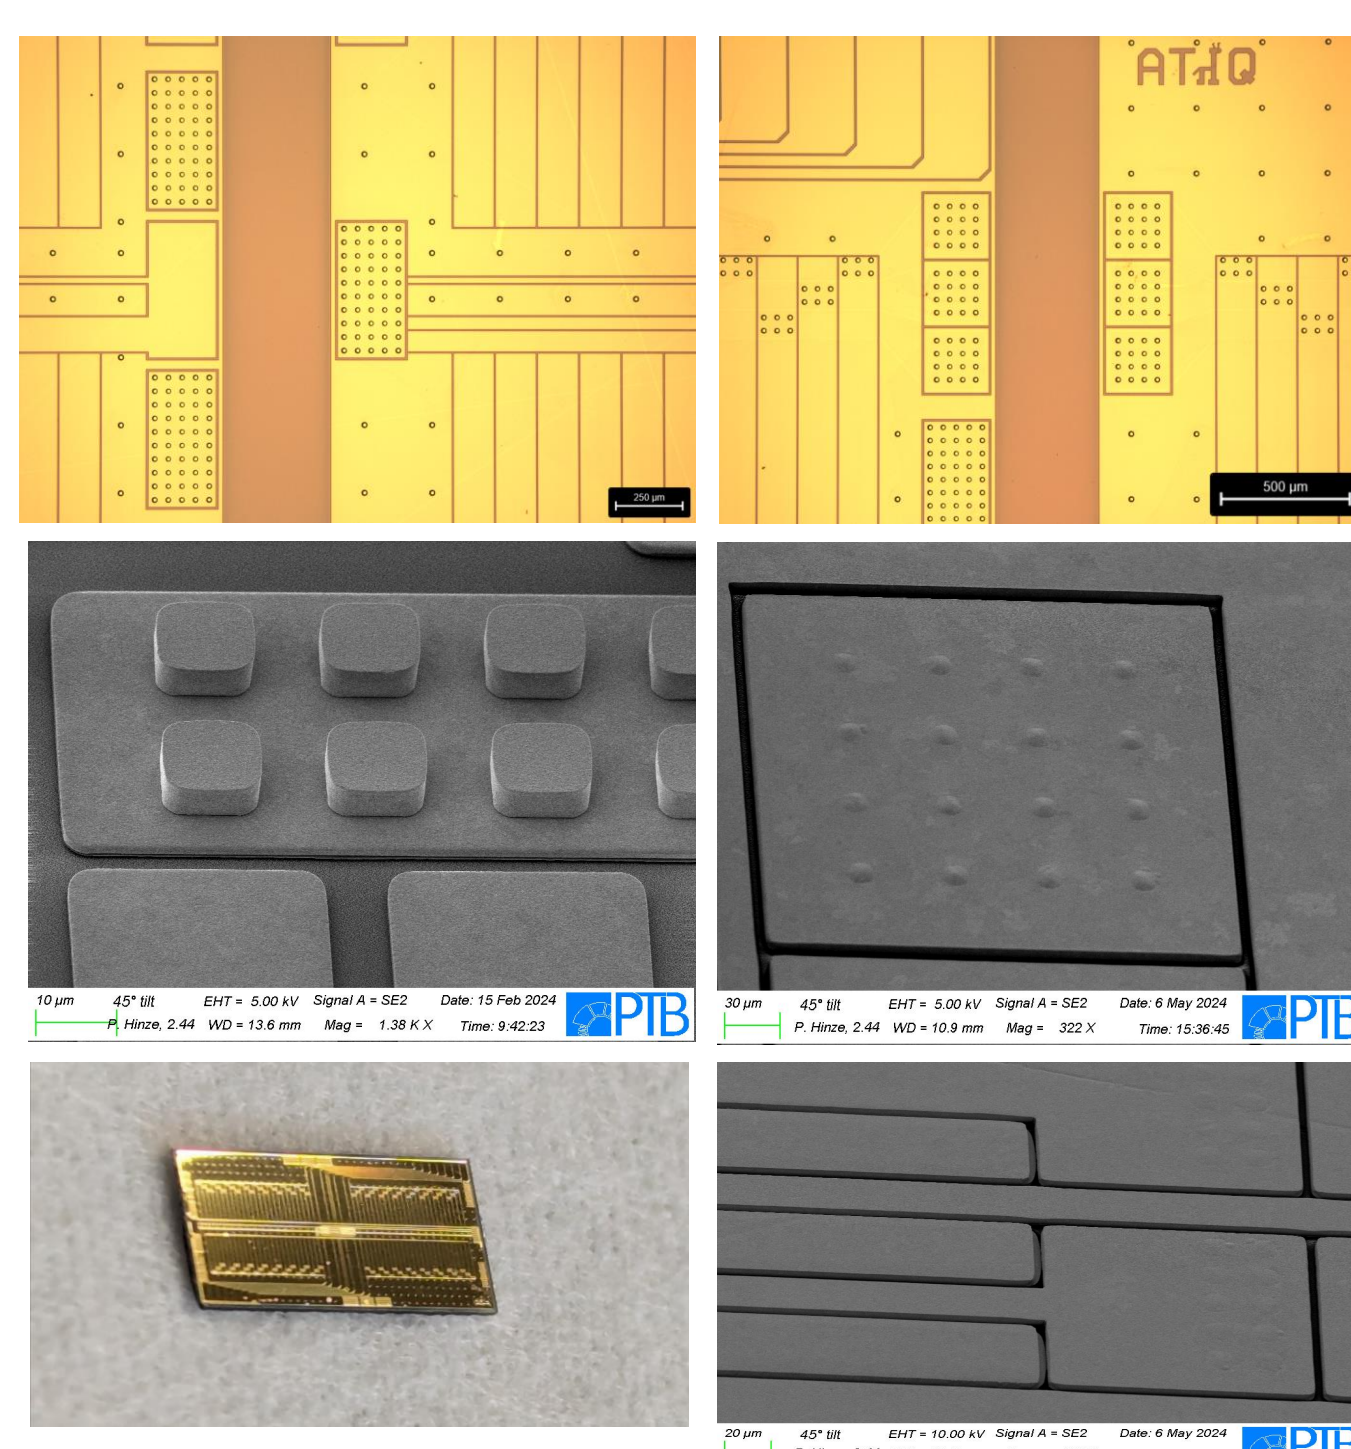 ATIQ
250 µm
500 µm
10 µm 45° tilt EHT = 5.00 kV Signal A = SE2 Date: 15 Feb 2024
P. Hinze, 2.44 WD = 13.6 mm Mag = 1.38 K X Time: 9:42:23
PTB
30 µm 45° tilt EHT = 5.00 kV Signal A = SE2 Date: 6 May 2024
P. Hinze, 2.44 WD = 10.9 mm Mag = 322 X Time: 15:36:45
PTB
20 µm 45° tilt EHT = 10.00 kV Signal A = SE2 Date: 6 May 2024